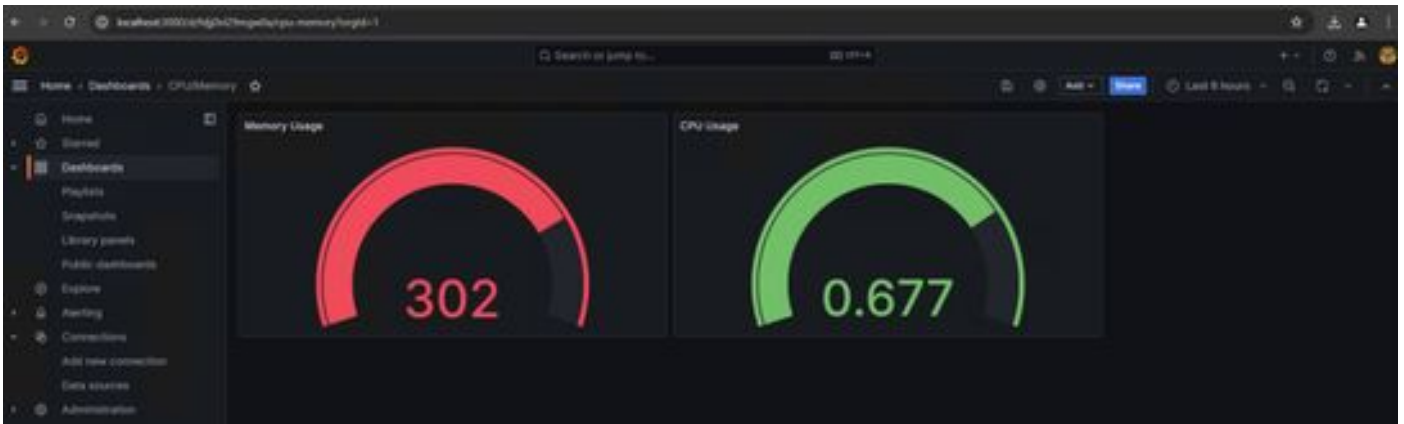 Search or jump to...
Home › Dashboards › CPU/Memory
Add
Share
Last 6 hours
Home
Starred
Dashboards
Playlists
Snapshots
Library panels
Public dashboards
Explore
Alerting
Connections
Add new connection
Data sources
Administration
Memory Usage
302
CPU Usage
0.677